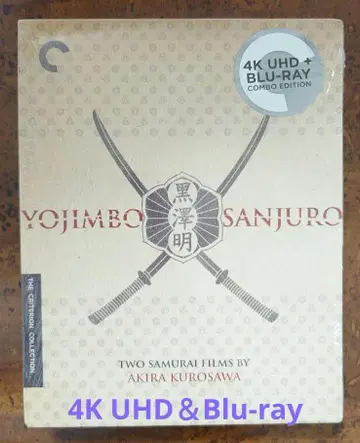 4K UHD +
BLU-RAY
COMBO EDITION
YOJIMBO
黒澤明
SANJURO
THE CRITERION COLLECTION
TWO SAMURAI FILMS BY
AKIRA KUROSAWA
4K UHD & Blu-ray